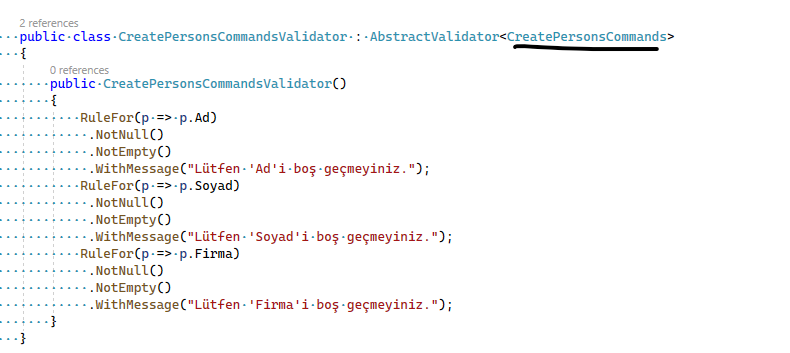 2 references
public class CreatePersonsCommandsValidator : AbstractValidator<CreatePersonsCommands>
{
0 references
public CreatePersonsCommandsValidator()
{
RuleFor(p => p.Ad)
.NotNull()
.NotEmpty()
.WithMessage("Lütfen 'Ad'i boş geçmeyiniz.");
RuleFor(p => p.Soyad)
.NotNull()
.NotEmpty()
.WithMessage("Lütfen 'Soyad'i boş geçmeyiniz.");
RuleFor(p => p.Firma)
.NotNull()
.NotEmpty()
.WithMessage("Lütfen 'Firma'i boş geçmeyiniz.");
}
}